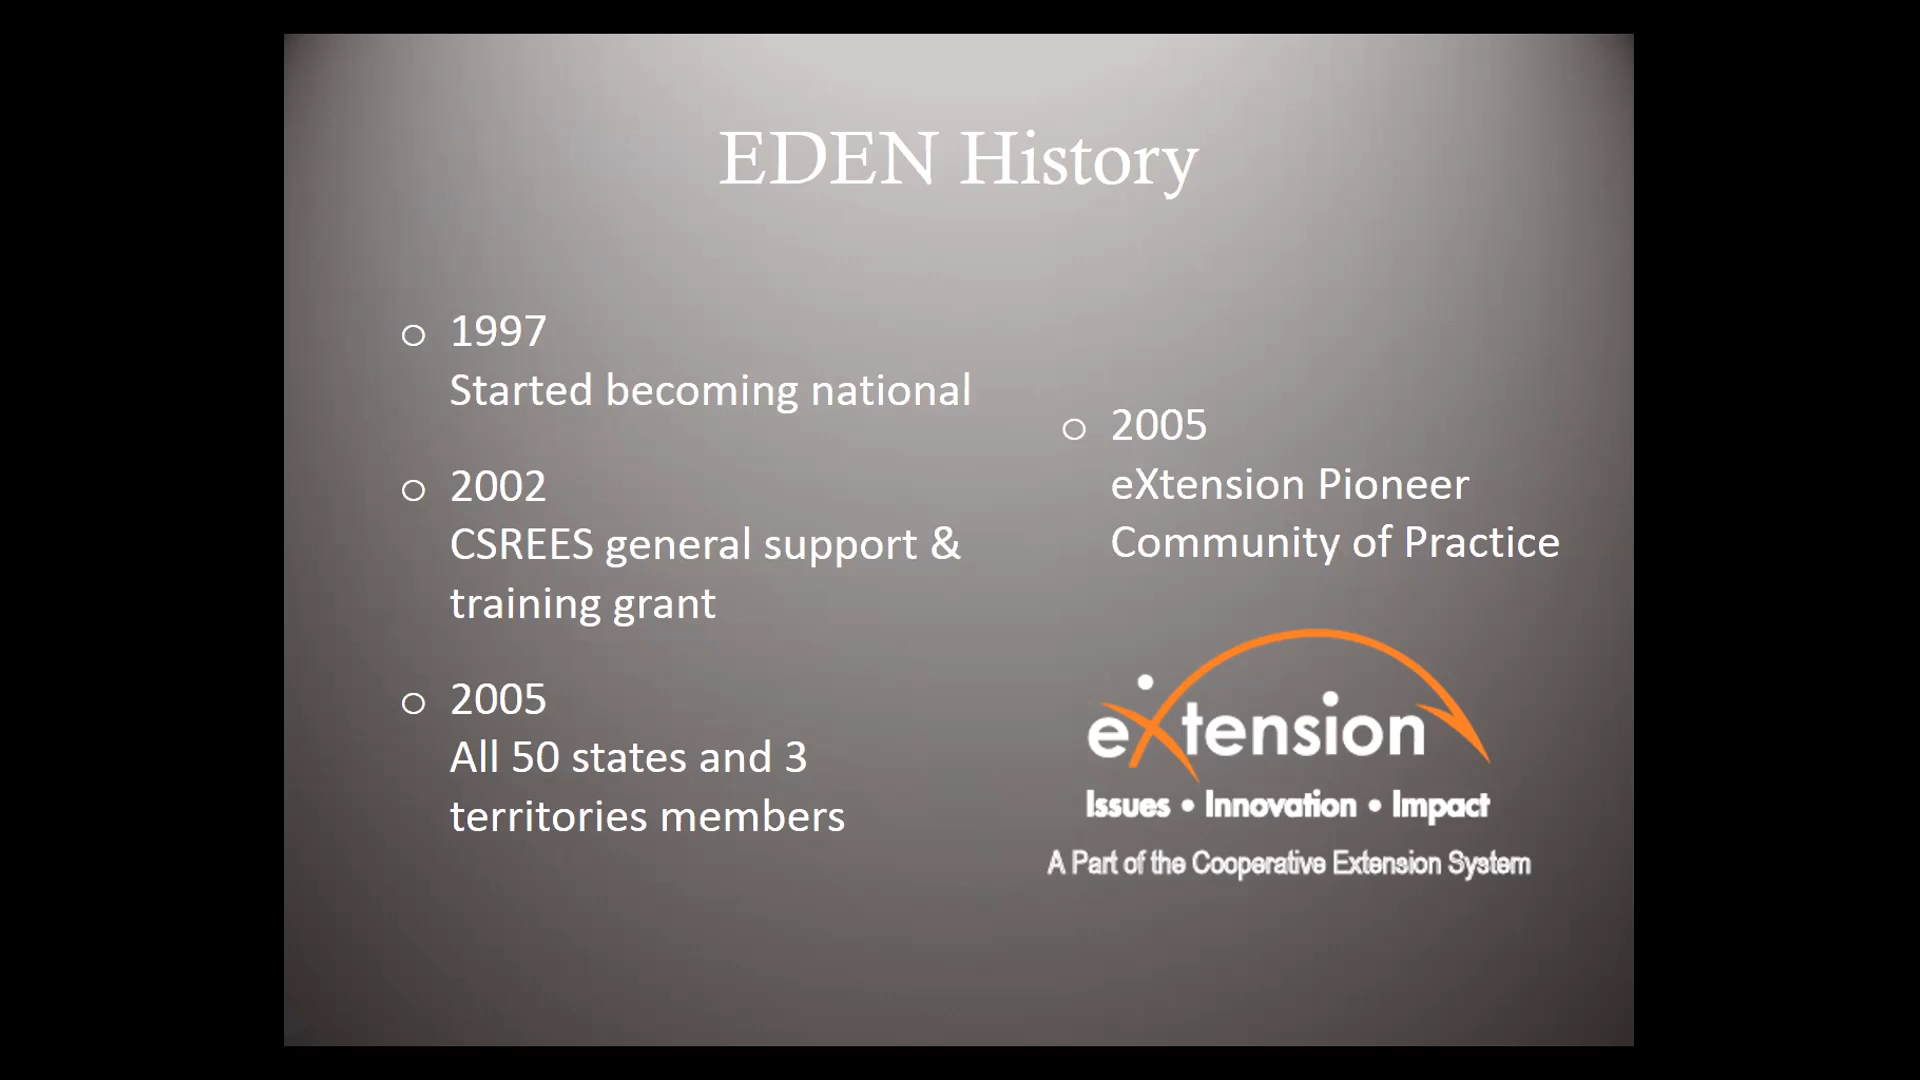 EDEN History
1997
Started becoming national
2002
CSREES general support &
training grant
2005
All 50 states and 3
territories members
2005
eXtension Pioneer
Community of Practice
eXtension
Issues • Innovation • Impact
A Part of the Cooperative Extension System